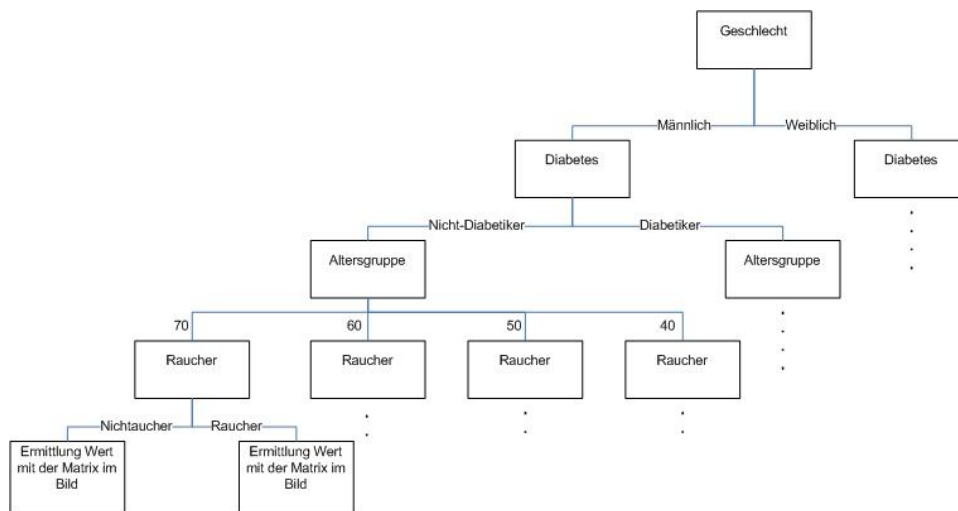 Geschlecht
Männlich
Weiblich
Diabetes
Diabetes
Nicht-Diabetiker
Diabetiker
Altersgruppe
Altersgruppe
70
60
50
40
Raucher
Raucher
Raucher
Raucher
Nichtaucher
Raucher
Ermittlung Wert
mit der Matrix im
Bild
Ermittlung Wert
mit der Matrix im
Bild